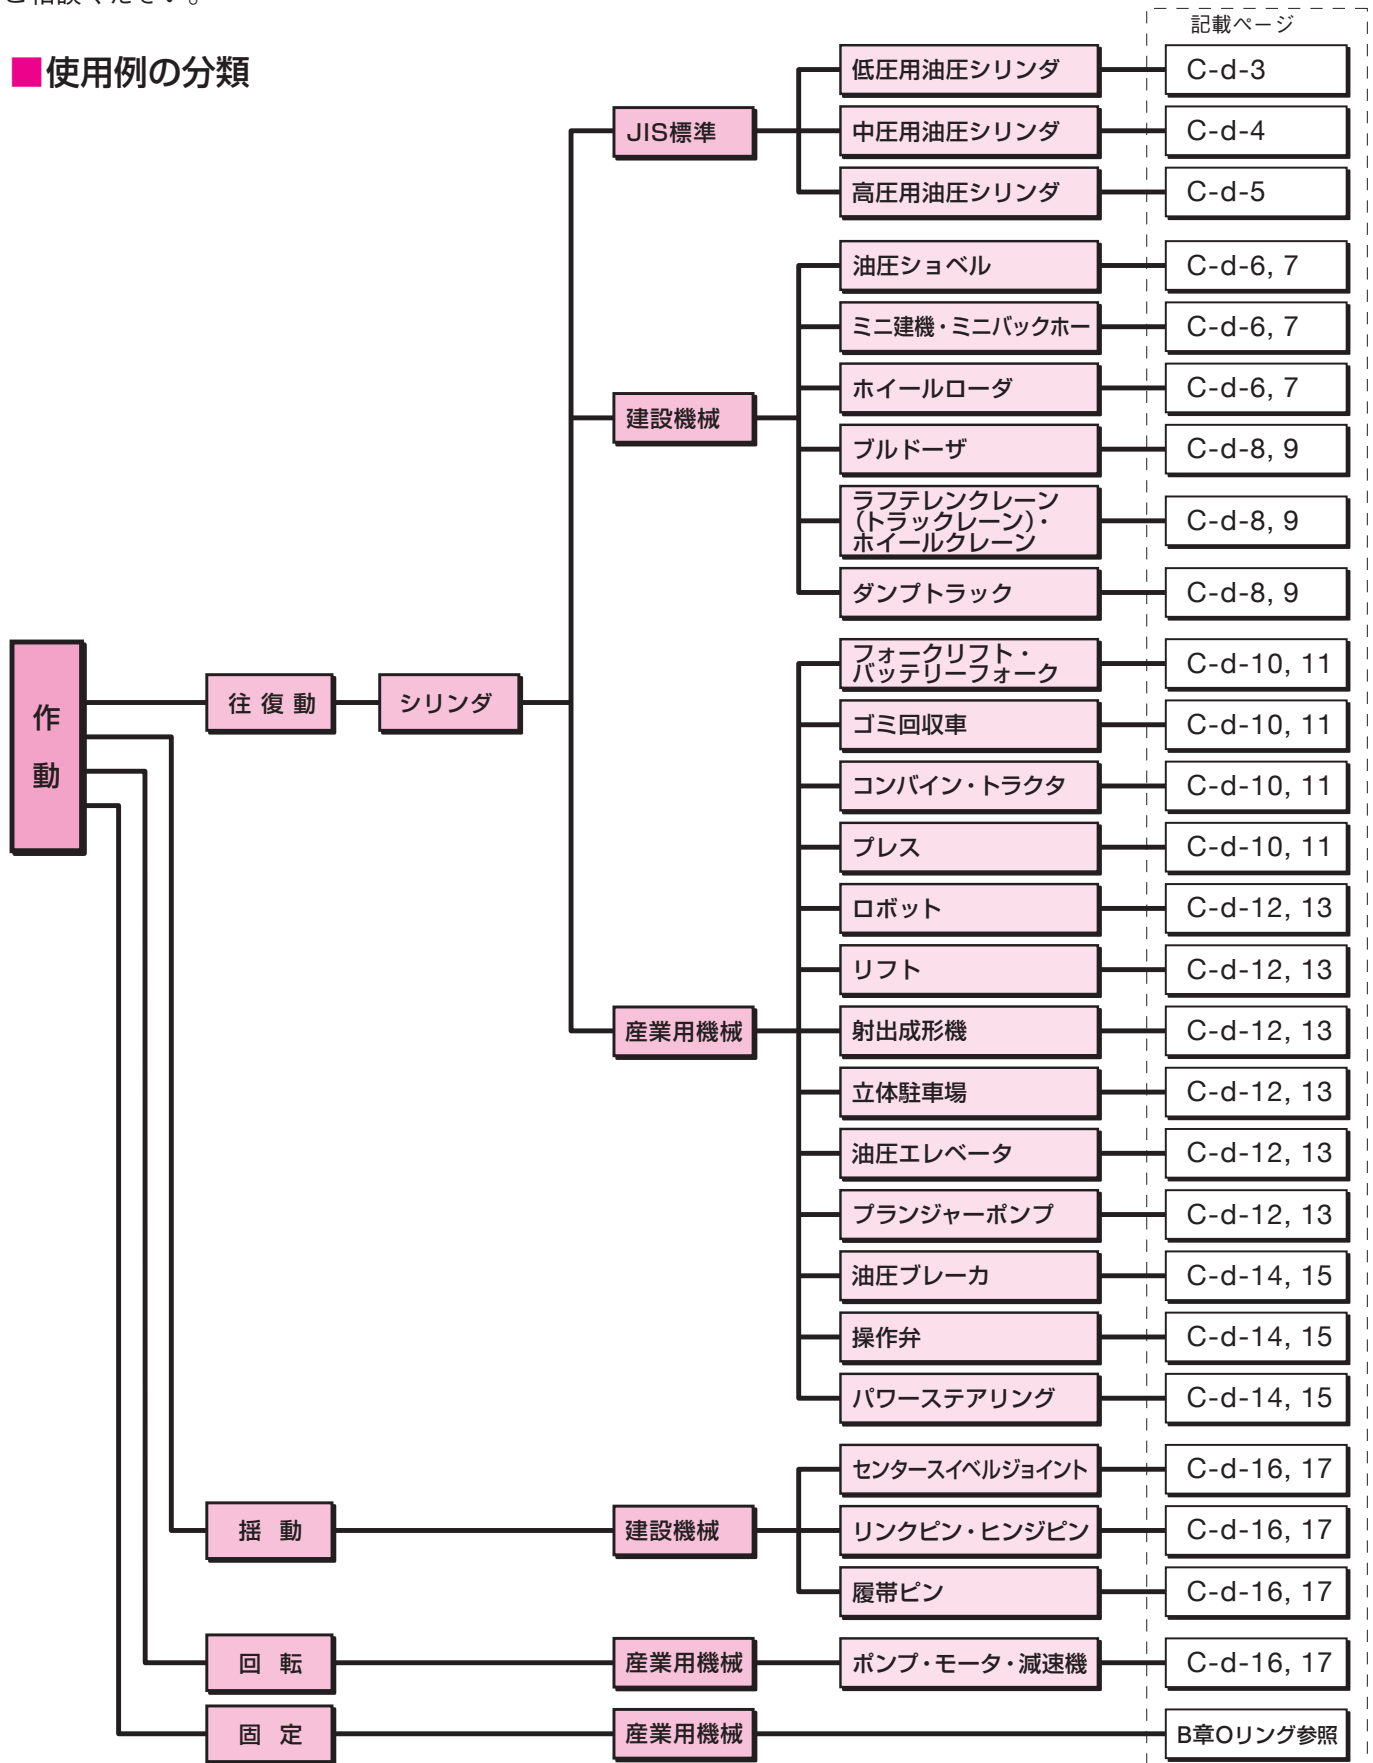 ご相談ください。
記載ページ
■使用例の分類
低圧用油圧シリンダ
C-d-3
JIS標準
中圧用油圧シリンダ
C-d-4
高圧用油圧シリンダ
C-d-5
油圧ショベル
C-d-6, 7
ミニ建機・ミニバックホー
C-d-6, 7
建設機械
ホイールローダ
C-d-6, 7
ブルドーザ
C-d-8, 9
ラフテレンクレーン
(トラックレーン)・
ホイールクレーン
C-d-8, 9
ダンプトラック
C-d-8, 9
作
動
往復動
シリンダ
フォークリフト・
バッテリーフォーク
C-d-10, 11
ゴミ回収車
C-d-10, 11
コンバイン・トラクタ
C-d-10, 11
プレス
C-d-10, 11
ロボット
C-d-12, 13
リフト
C-d-12, 13
産業用機械
射出成形機
C-d-12, 13
立体駐車場
C-d-12, 13
油圧エレベータ
C-d-12, 13
プランジャーポンプ
C-d-12, 13
油圧ブレーカ
C-d-14, 15
操作弁
C-d-14, 15
パワーステアリング
C-d-14, 15
センタースイベルジョイント
C-d-16, 17
揺動
建設機械
リンクピン・ヒンジピン
C-d-16, 17
履帯ピン
C-d-16, 17
回転
産業用機械
ポンプ・モータ・減速機
C-d-16, 17
固定
産業用機械
B章Oリング参照